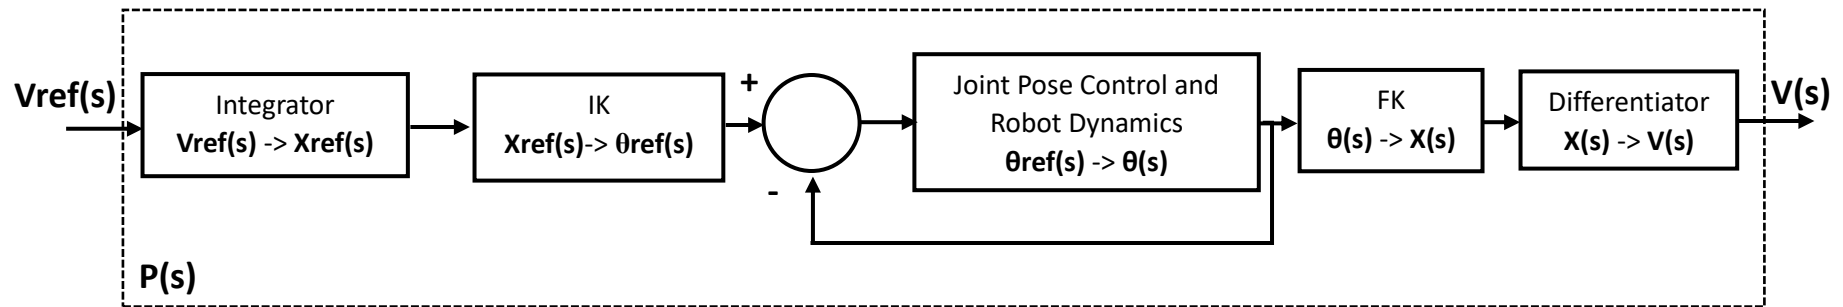 Vref(s)
Integrator
Vref(s) -> Xref(s)
IK
Xref(s)-> θref(s)
+
-
Joint Pose Control and
Robot Dynamics
θref(s) -> θ(s)
FK
θ(s) -> X(s)
Differentiator
X(s) -> V(s)
V(s)
P(s)